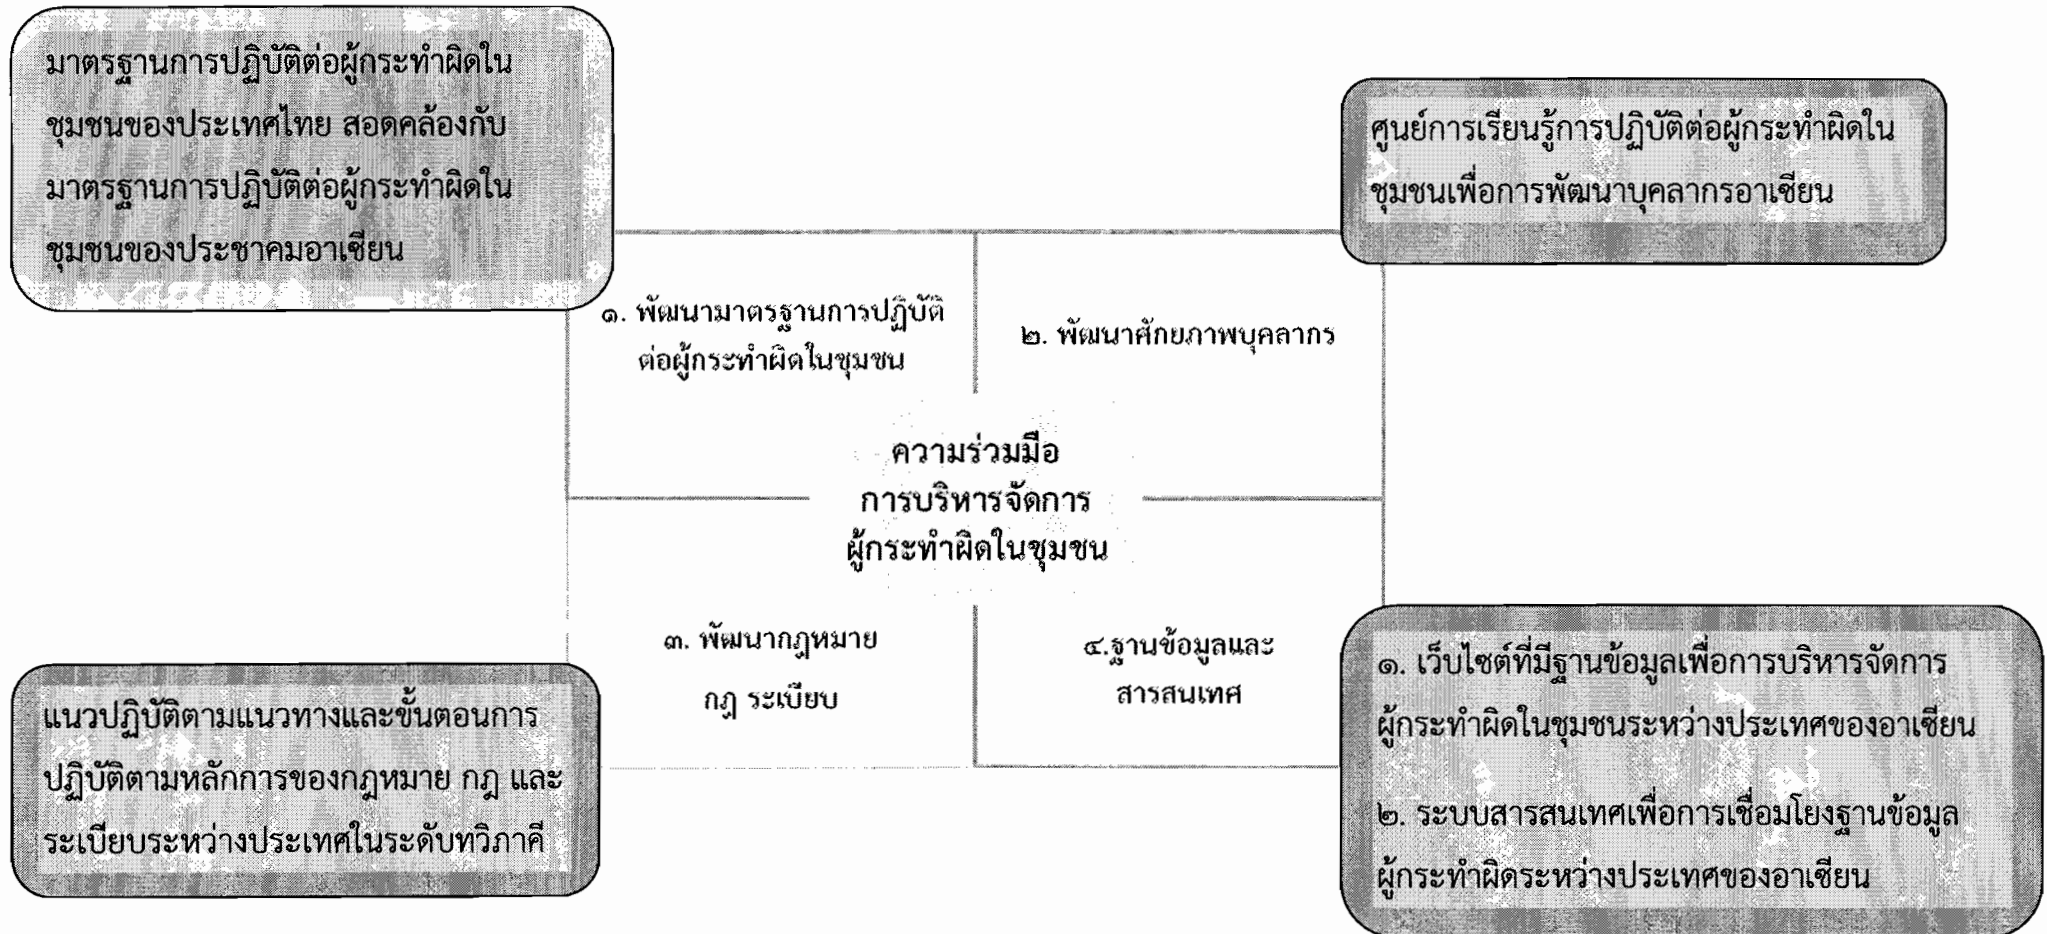 มาตรฐานการปฏิบัติต่อผู้กระทำผิดใน
ชุมชนของประเทศไทย สอดคล้องกับ
มาตรฐานการปฏิบัติต่อผู้กระทำผิดใน
ชุมชนของประชาคมอาเซียน
ศูนย์การเรียนรู้การปฏิบัติต่อผู้กระทำผิดใน
ชุมชนเพื่อการพัฒนาบุคลากรอาเซียน
๑. พัฒนามาตรฐานการปฏิบัติ
ต่อผู้กระทำผิดในชุมชน
๒. พัฒนาศักยภาพบุคลากร
ความร่วมมือ
การบริหารจัดการ
ผู้กระทำผิดในชุมชน
๓. พัฒนากฎหมาย
กฎ ระเบียบ
๔.ฐานข้อมูลและ
สารสนเทศ
แนวปฏิบัติตามแนวทางและขั้นตอนการ
ปฏิบัติตามหลักการของกฎหมาย กฎ และ
ระเบียบระหว่างประเทศในระดับทวิภาคี
๑. เว็บไซต์ที่มีฐานข้อมูลเพื่อการบริหารจัดการ
ผู้กระทำผิดในชุมชนระหว่างประเทศของอาเซียน
๒. ระบบสารสนเทศเพื่อการเชื่อมโยงฐานข้อมูล
ผู้กระทำผิดระหว่างประเทศของอาเซียน